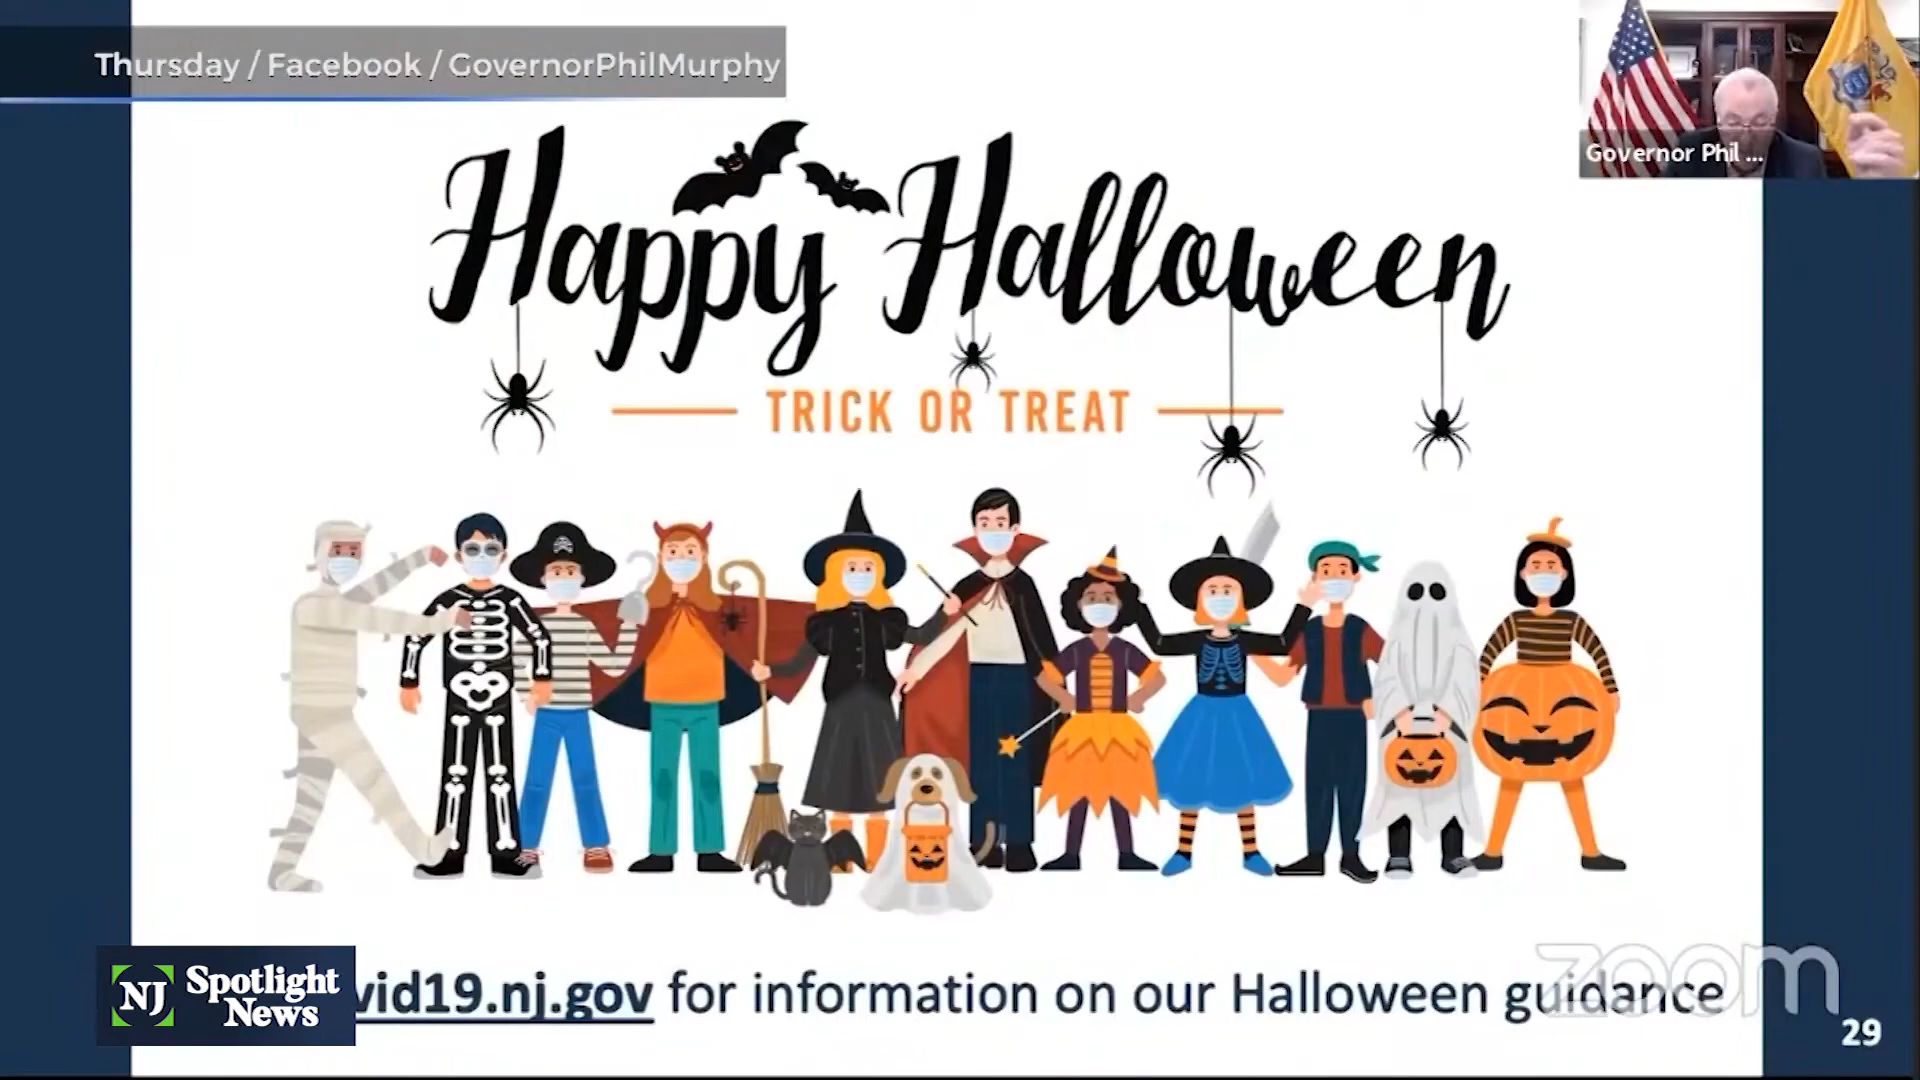 Thursday / Facebook / GovernorPhilMurphy
Governor Phil ...
Happy Halloween
TRICK OR TREAT
NJ Spotlight News
vid19.nj.gov for information on our Halloween guidance
zoom
29